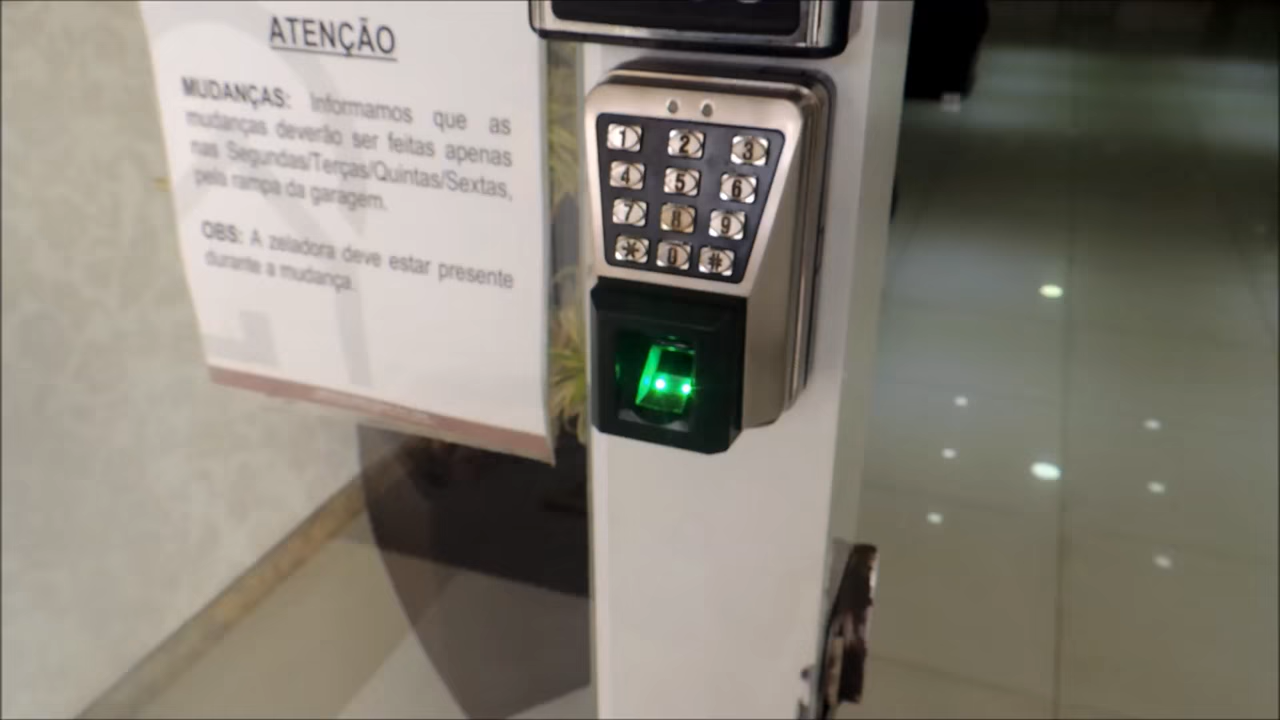 ATENÇÃO
MUDANÇAS: Informamos que as
mudanças deverão ser feitas apenas
nas Segundas/Terças/Quintas/Sextas,
pela rampa da garagem.
OBS: A zeladora deve estar presente
durante a mudança.
1 2 3
4 5 6
7 8 9
* 0 #